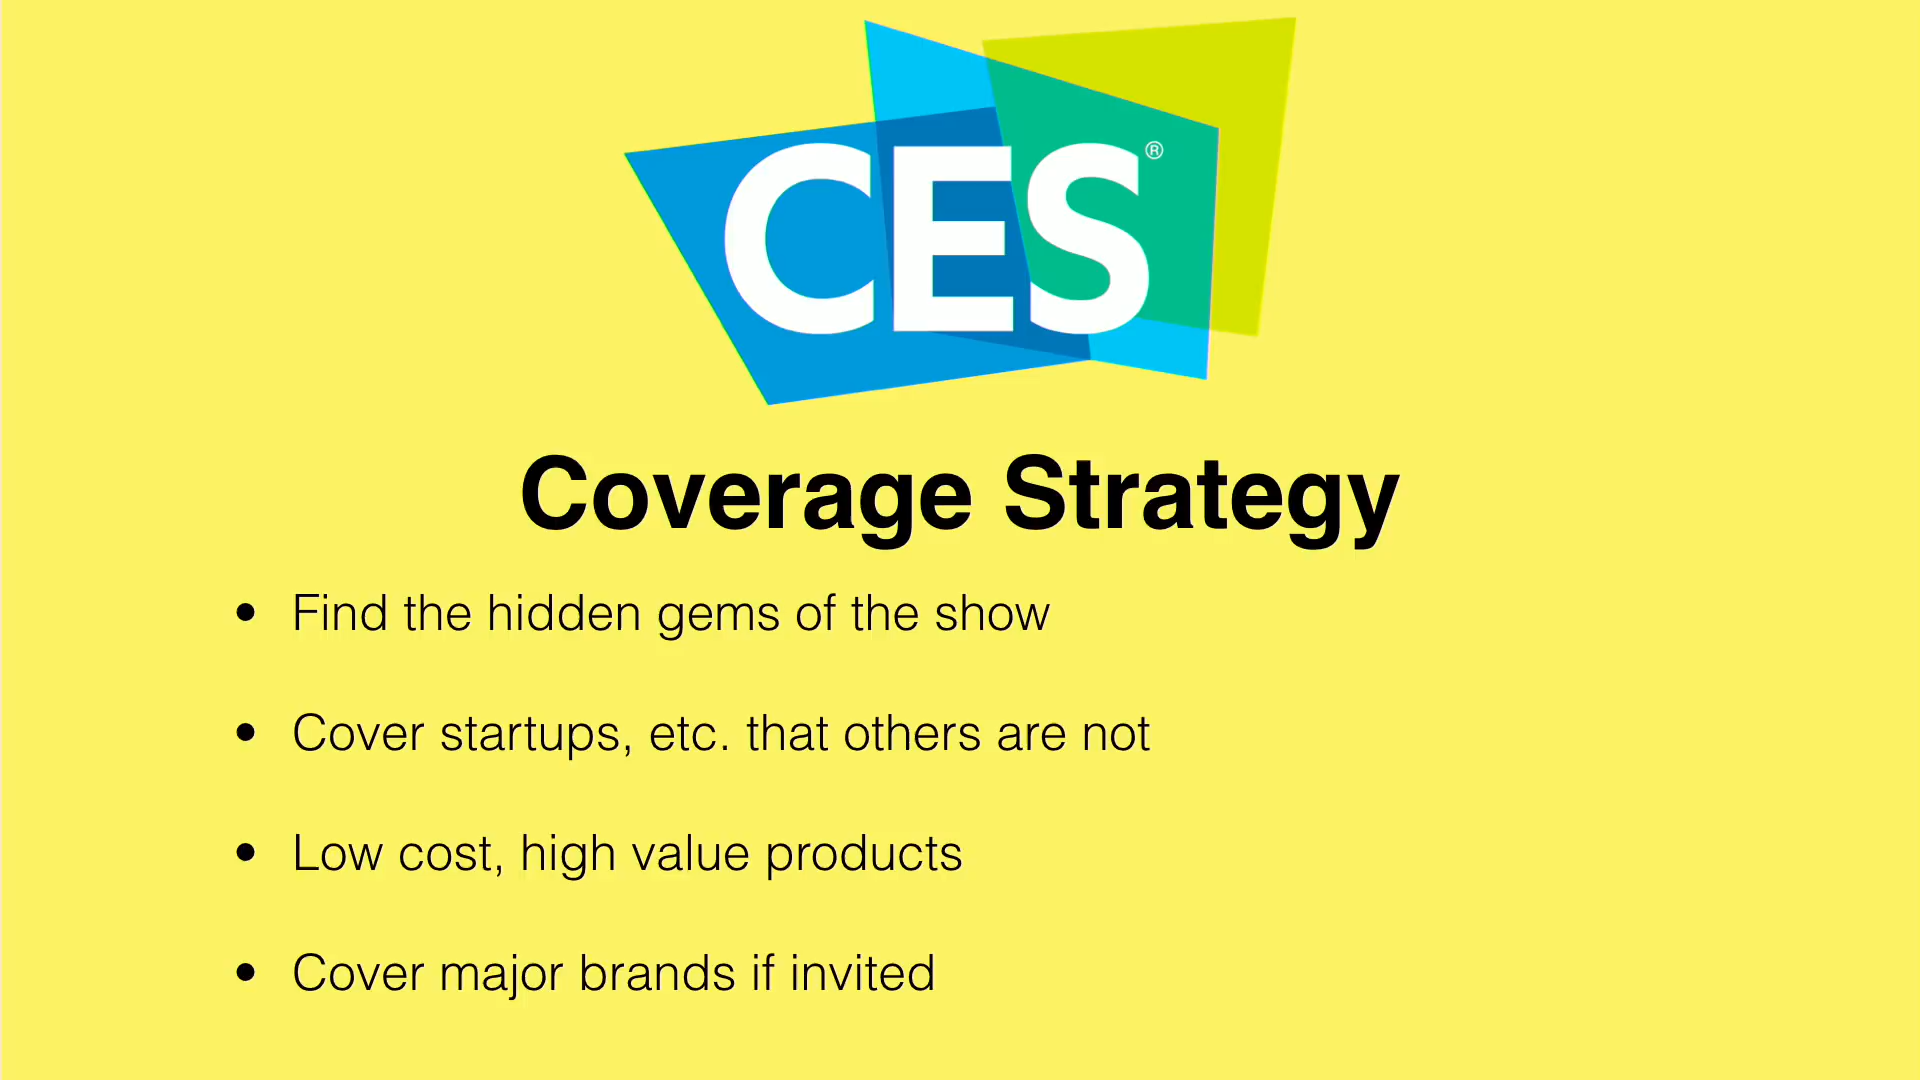 CES®
Coverage Strategy
• Find the hidden gems of the show
• Cover startups, etc. that others are not
• Low cost, high value products
• Cover major brands if invited